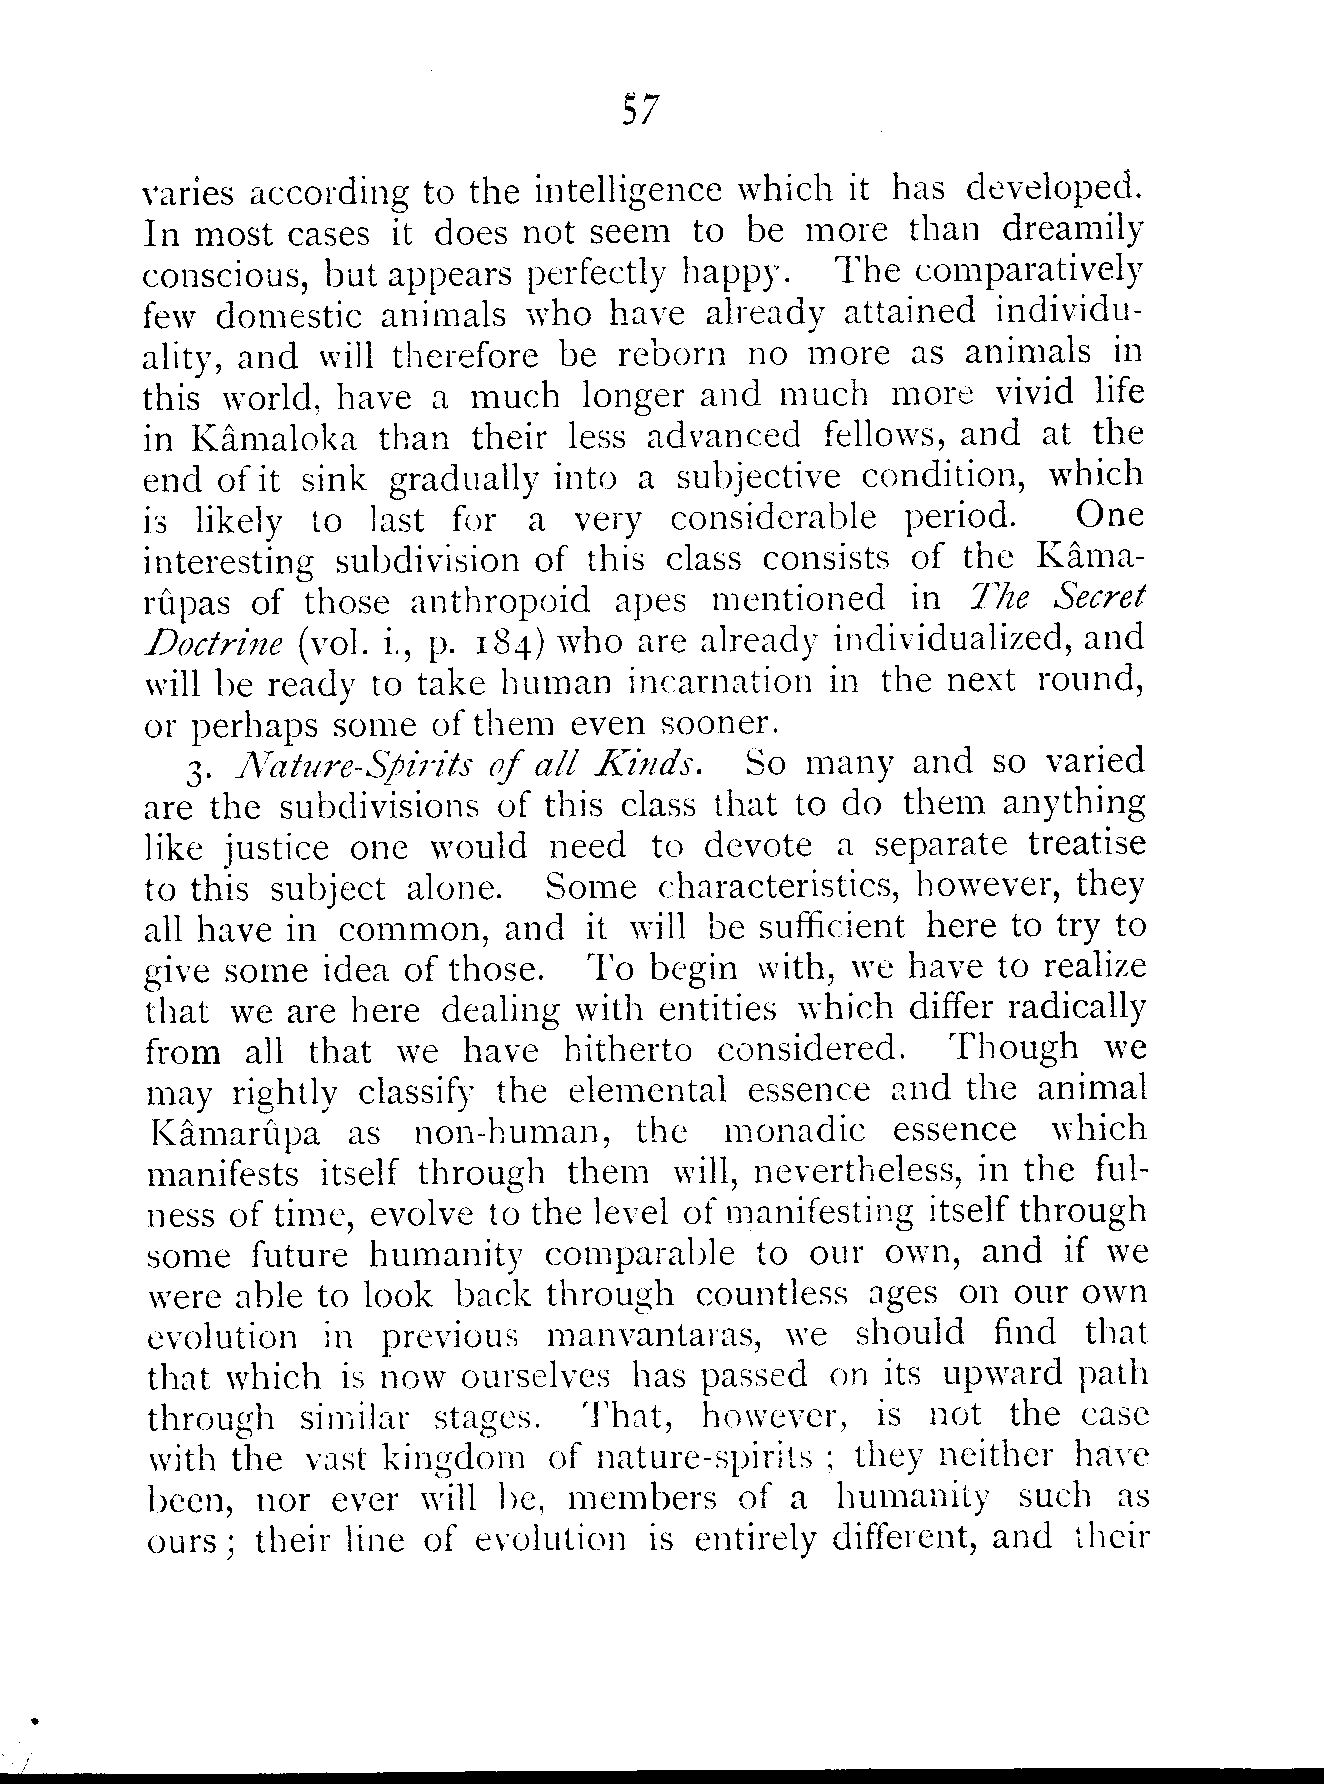 57
varies according to the intelligence which it has developed.
In most cases it does not seem to be more than dreamily
conscious, but appears perfectly happy. The comparatively
few domestic animals who have already attained individu-
ality, and will therefore be reborn no more as animals in
this world, have a much longer and much more vivid life
in Kâmaloka than their less advanced fellows, and at the
end of it sink gradually into a subjective condition, which
is likely to last for a very considerable period. One
interesting subdivision of this class consists of the Kâma-
rûpas of those anthropoid apes mentioned in The Secret
Doctrine (vol. i., p. 184) who are already individualized, and
will be ready to take human incarnation in the next round,
or perhaps some of them even sooner.
3. Nature-Spirits of all Kinds. So many and so varied
are the subdivisions of this class that to do them anything
like justice one would need to devote a separate treatise
to this subject alone. Some characteristics, however, they
all have in common, and it will be sufficient here to try to
give some idea of those. To begin with, we have to realize
that we are here dealing with entities which differ radically
from all that we have hitherto considered. Though we
may rightly classify the elemental essence and the animal
Kâmarûpa as non-human, the monadic essence which
manifests itself through them will, nevertheless, in the ful-
ness of time, evolve to the level of manifesting itself through
some future humanity comparable to our own, and if we
were able to look back through countless ages on our own
evolution in previous manvantaras, we should find that
that which is now ourselves has passed on its upward path
through similar stages. That, however, is not the case
with the vast kingdom of nature-spirits ; they neither have
been, nor ever will be, members of a humanity such as
ours ; their line of evolution is entirely different, and their